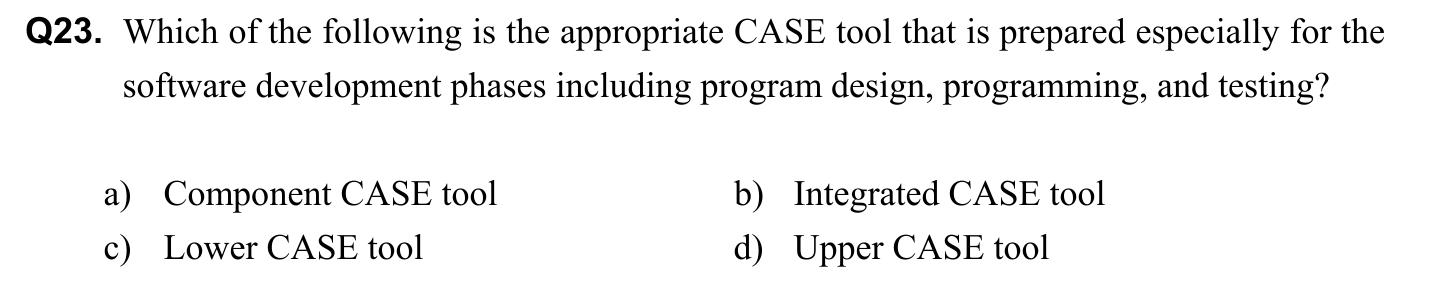 Q23. Which of the following is the appropriate CASE tool that is prepared especially for the
software development phases including program design, programming, and testing?
a) Component CASE tool b) Integrated CASE tool
c) Lower CASE tool d) Upper CASE tool